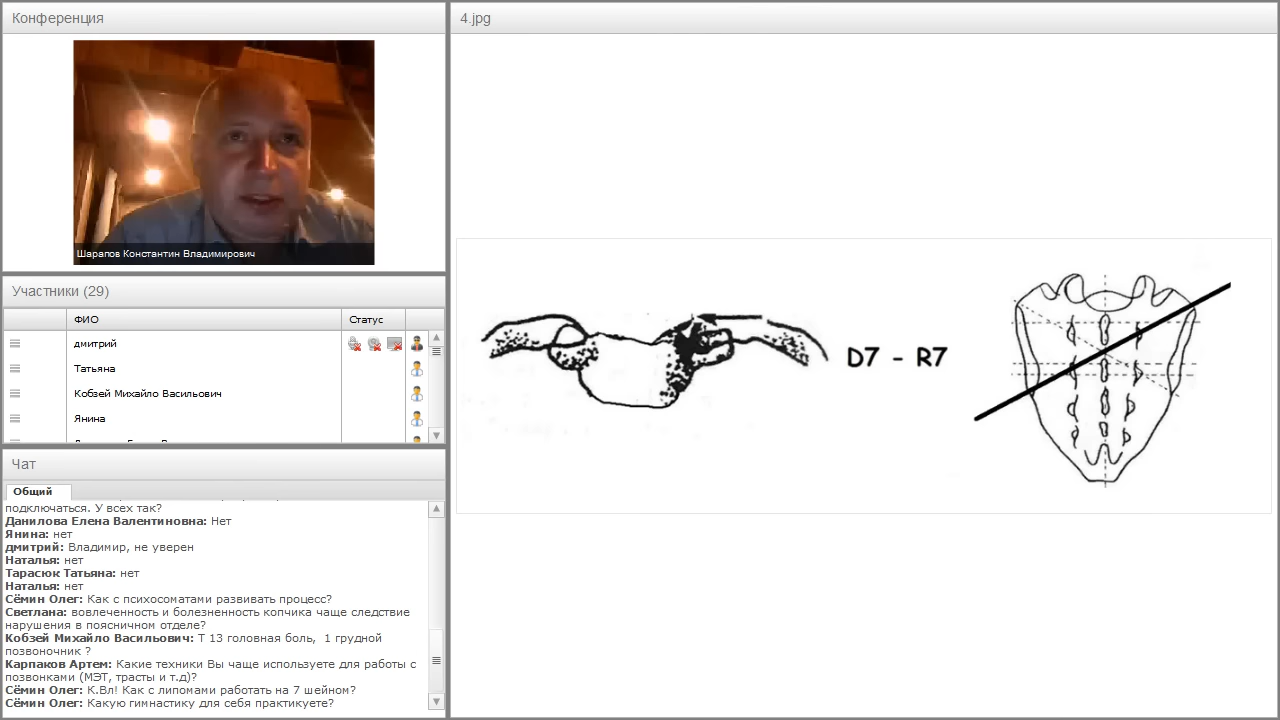 Конференция
Шарапов Константин Владимирович
Участники (29)
ФИО
Статус
дмитрий
Татьяна
Кобзей Михайло Васильович
Янина
Чат
Общий
подключаться. У всех так?
Данилова Елена Валентиновна: Нет
Янина: нет
дмитрий: Владимир, не уверен
Наталья: нет
Тарасюк Татьяна: нет
Наталья: нет
Сёмин Олег: Как с психосоматами развивать процесс?
Светлана: вовлеченность и болезненность копчика чаще следствие
нарушения в поясничном отделе?
Кобзей Михайло Васильович: Т 13 головная боль, 1 грудной
позвоночник ?
Карпаков Артем: Какие техники Вы чаще используете для работы с
позвонками (МЭТ, трасты и т.д)?
Сёмин Олег: К.Вл! Как с липомами работать на 7 шейном?
Сёмин Олег: Какую гимнастику для себя практикуете?
4.jpg
D7 - R7